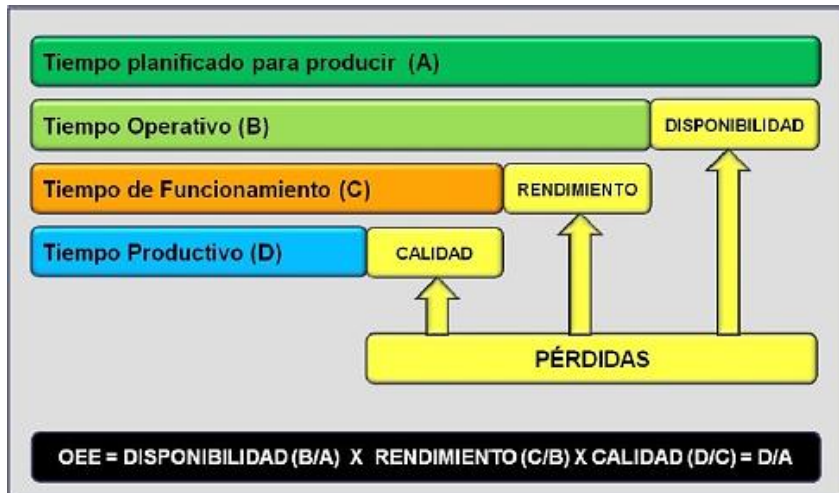 Tiempo planificado para producir (A)
Tiempo Operativo (B)
DISPONIBILIDAD
Tiempo de Funcionamiento (C)
RENDIMIENTO
Tiempo Productivo (D)
CALIDAD
PÉRDIDAS
OEE = DISPONIBILIDAD (B/A) X RENDIMIENTO (C/B) X CALIDAD (D/C) = D/A